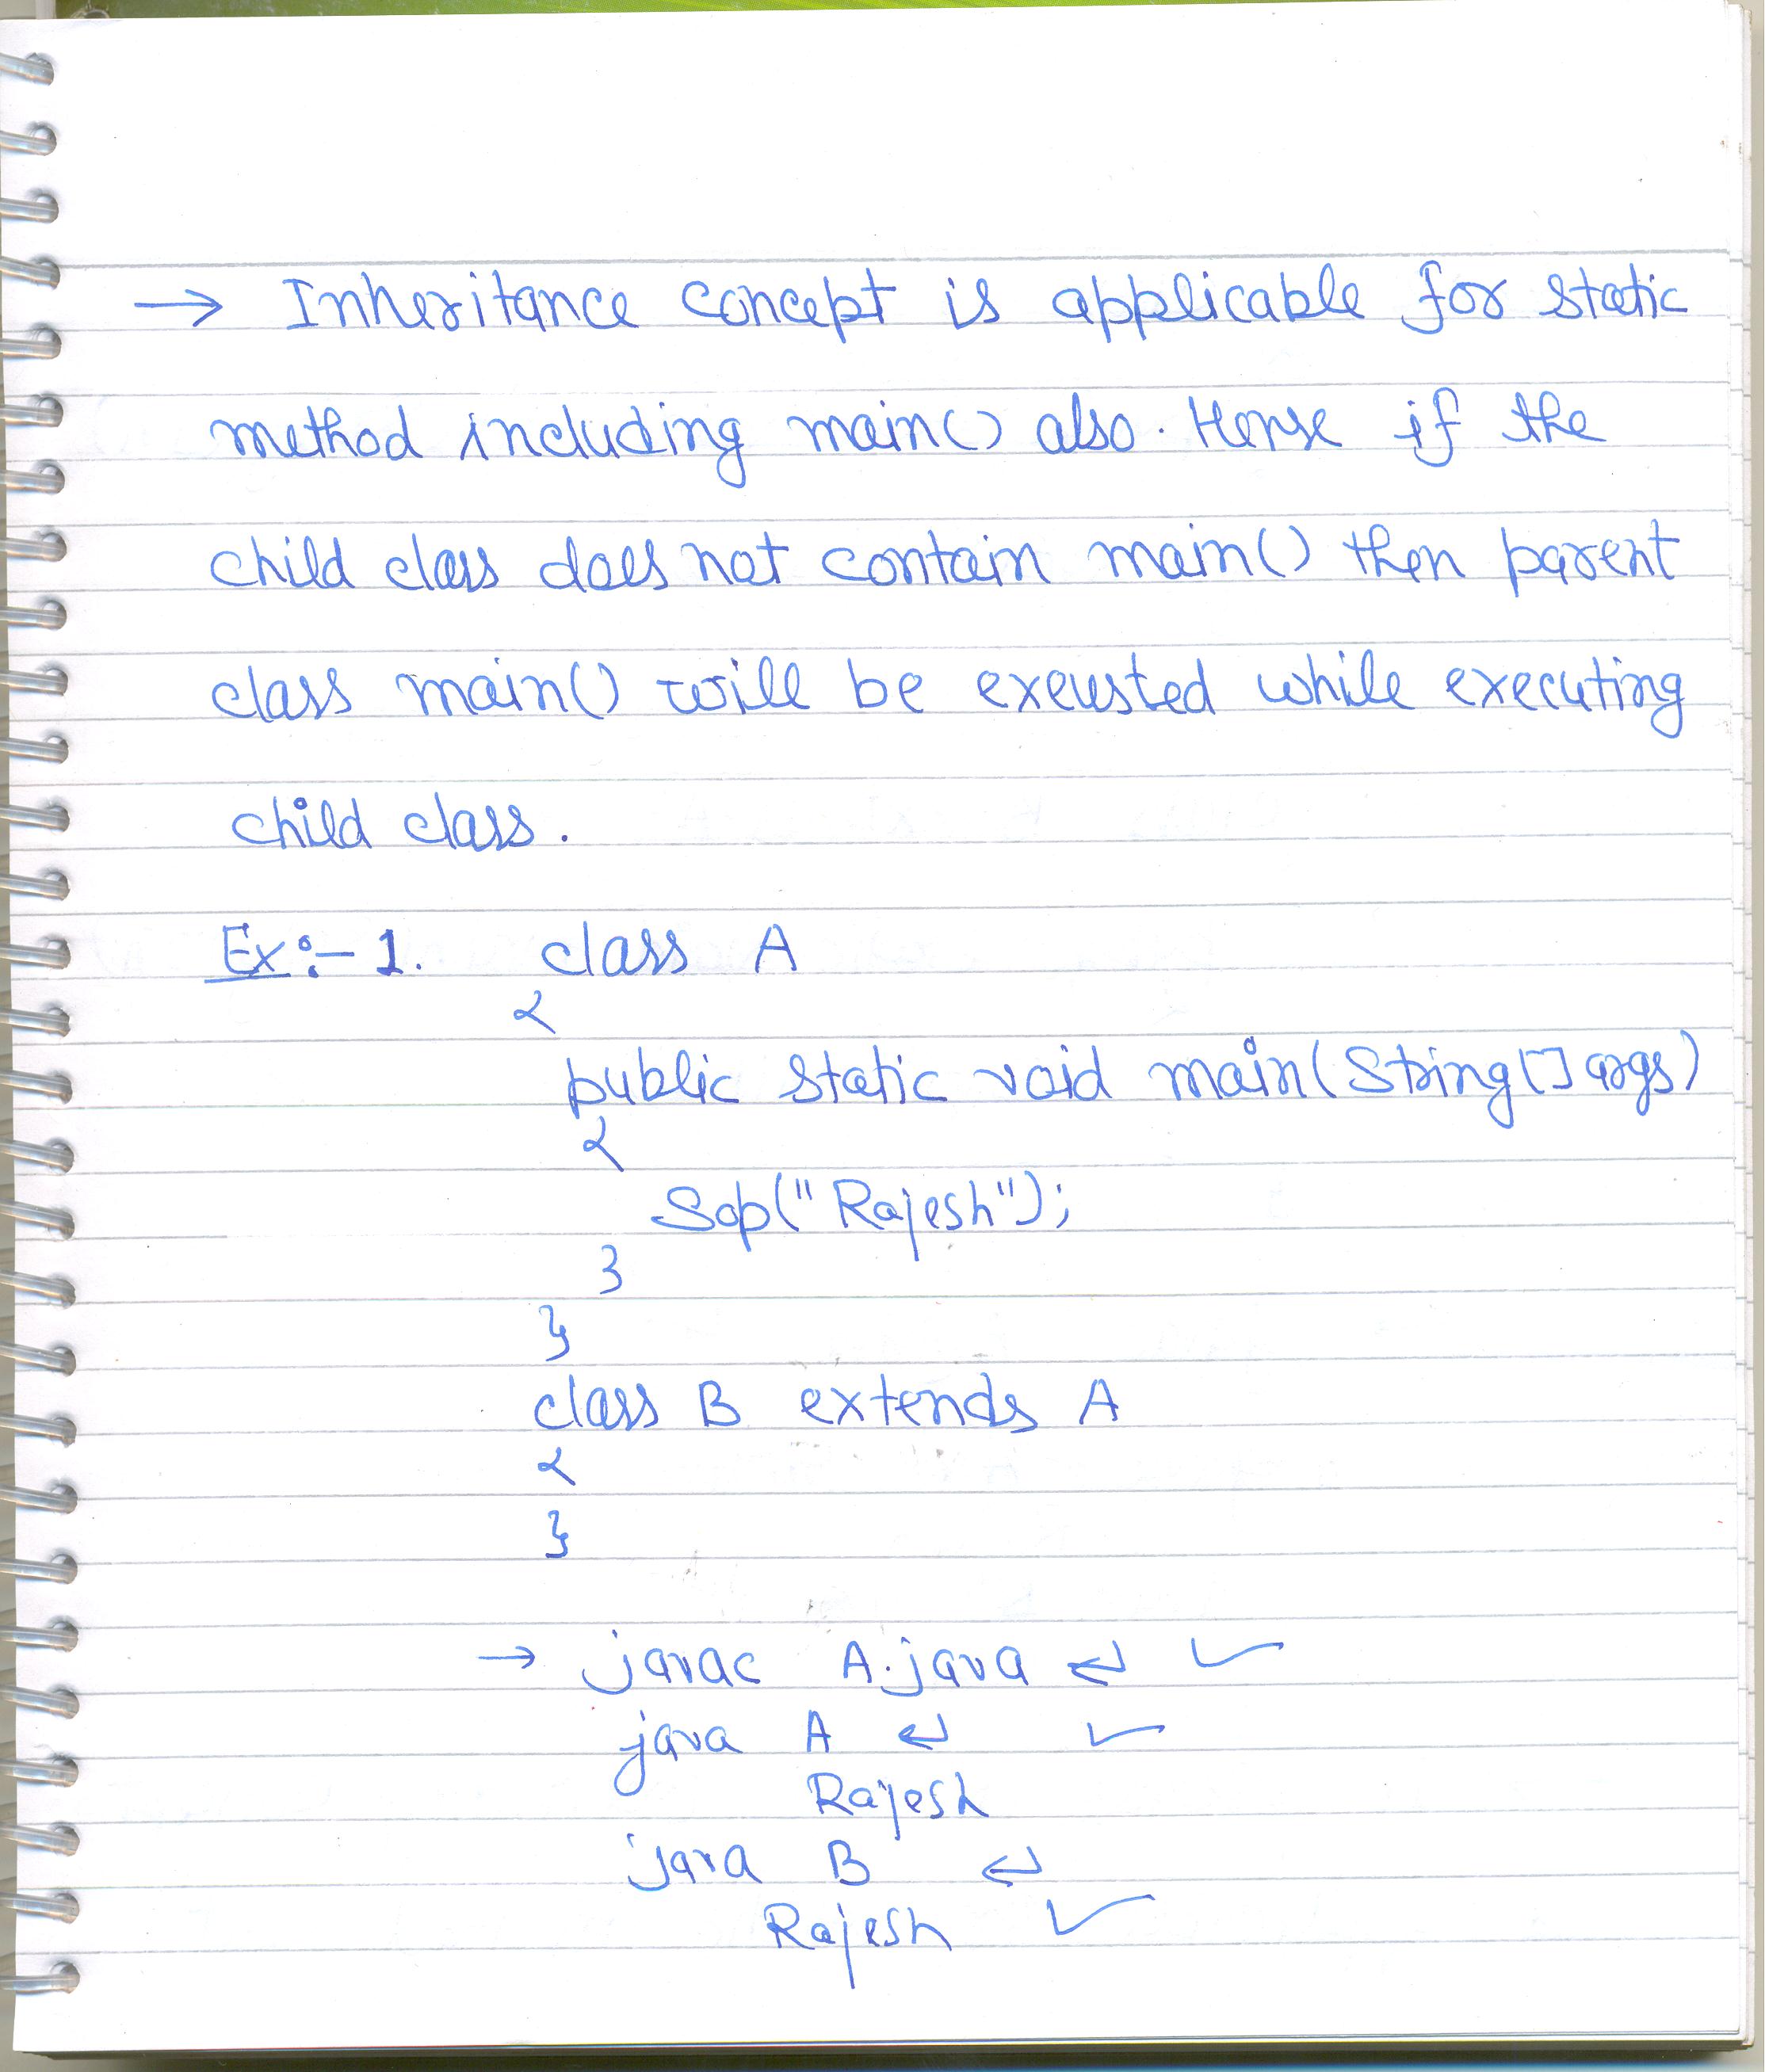 → Inheritance concept is applicable for static
method including main() also. Hense if the
child class does not contain main() then parent
class main() will be exeusted while executing
child class.
Ex:- 1. class A
{
public static void main(String[] args)
{
Sop("Rajesh");
}
}
class B extends A
{
}
→ javac A.java ↵ ✓
java A ↵ ✓
Rajesh
java B ↵
Rajesh ✓